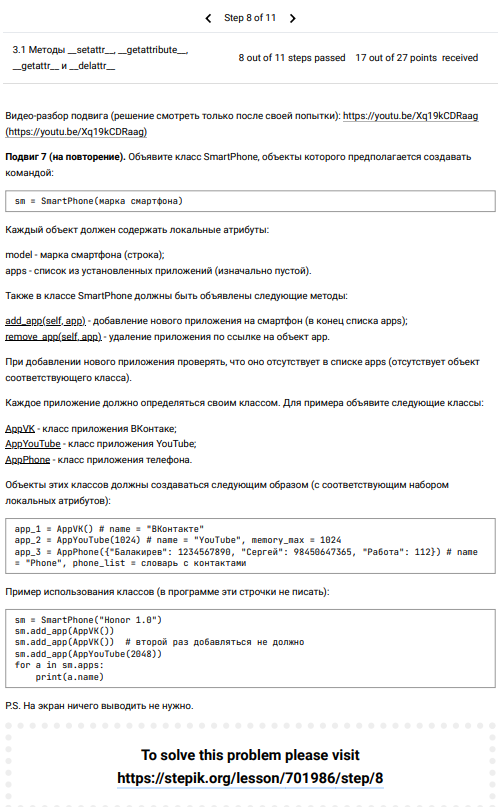 Step 8 of 11
3.1 Методы __setattr__, __getattribute__,
__getattr__ и __delattr__
8 out of 11 steps passed 17 out of 27 points received
Видео-разбор подвига (решение смотреть только после своей попытки): https://youtu.be/Xq19kCDRaag
(https://youtu.be/Xq19kCDRaag)
Подвиг 7 (на повторение). Объявите класс SmartPhone, объекты которого предполагается создавать
командой:
sm = SmartPhone(марка смартфона)
Каждый объект должен содержать локальные атрибуты:
model - марка смартфона (строка);
apps - список из установленных приложений (изначально пустой).
Также в классе SmartPhone должны быть объявлены следующие методы:
add_app(self, app) - добавление нового приложения на смартфон (в конец списка apps);
remove_app(self, app) - удаление приложения по ссылке на объект app.
При добавлении нового приложения проверять, что оно отсутствует в списке apps (отсутствует объект
соответствующего класса).
Каждое приложение должно определяться своим классом. Для примера объявите следующие классы:
AppVK - класс приложения ВКонтаке;
AppYouTube - класс приложения YouTube;
AppPhone - класс приложения телефона.
Объекты этих классов должны создаваться следующим образом (с соответствующим набором
локальных атрибутов):
app_1 = AppVK() # name = "ВКонтакте"
app_2 = AppYouTube(1024) # name = "YouTube", memory_max = 1024
app_3 = AppPhone({"Балакирев": 1234567890, "Сергей": 98450647365, "Работа": 112}) # name
= "Phone", phone_list = словарь с контактами
Пример использования классов (в программе эти строчки не писать):
sm = SmartPhone("Honor 1.0")
sm.add_app(AppVK())
sm.add_app(AppVK()) # второй раз добавляться не должно
sm.add_app(AppYouTube(2048))
for a in sm.apps:
    print(a.name)
P.S. На экран ничего выводить не нужно.
To solve this problem please visit
https://stepik.org/lesson/701986/step/8